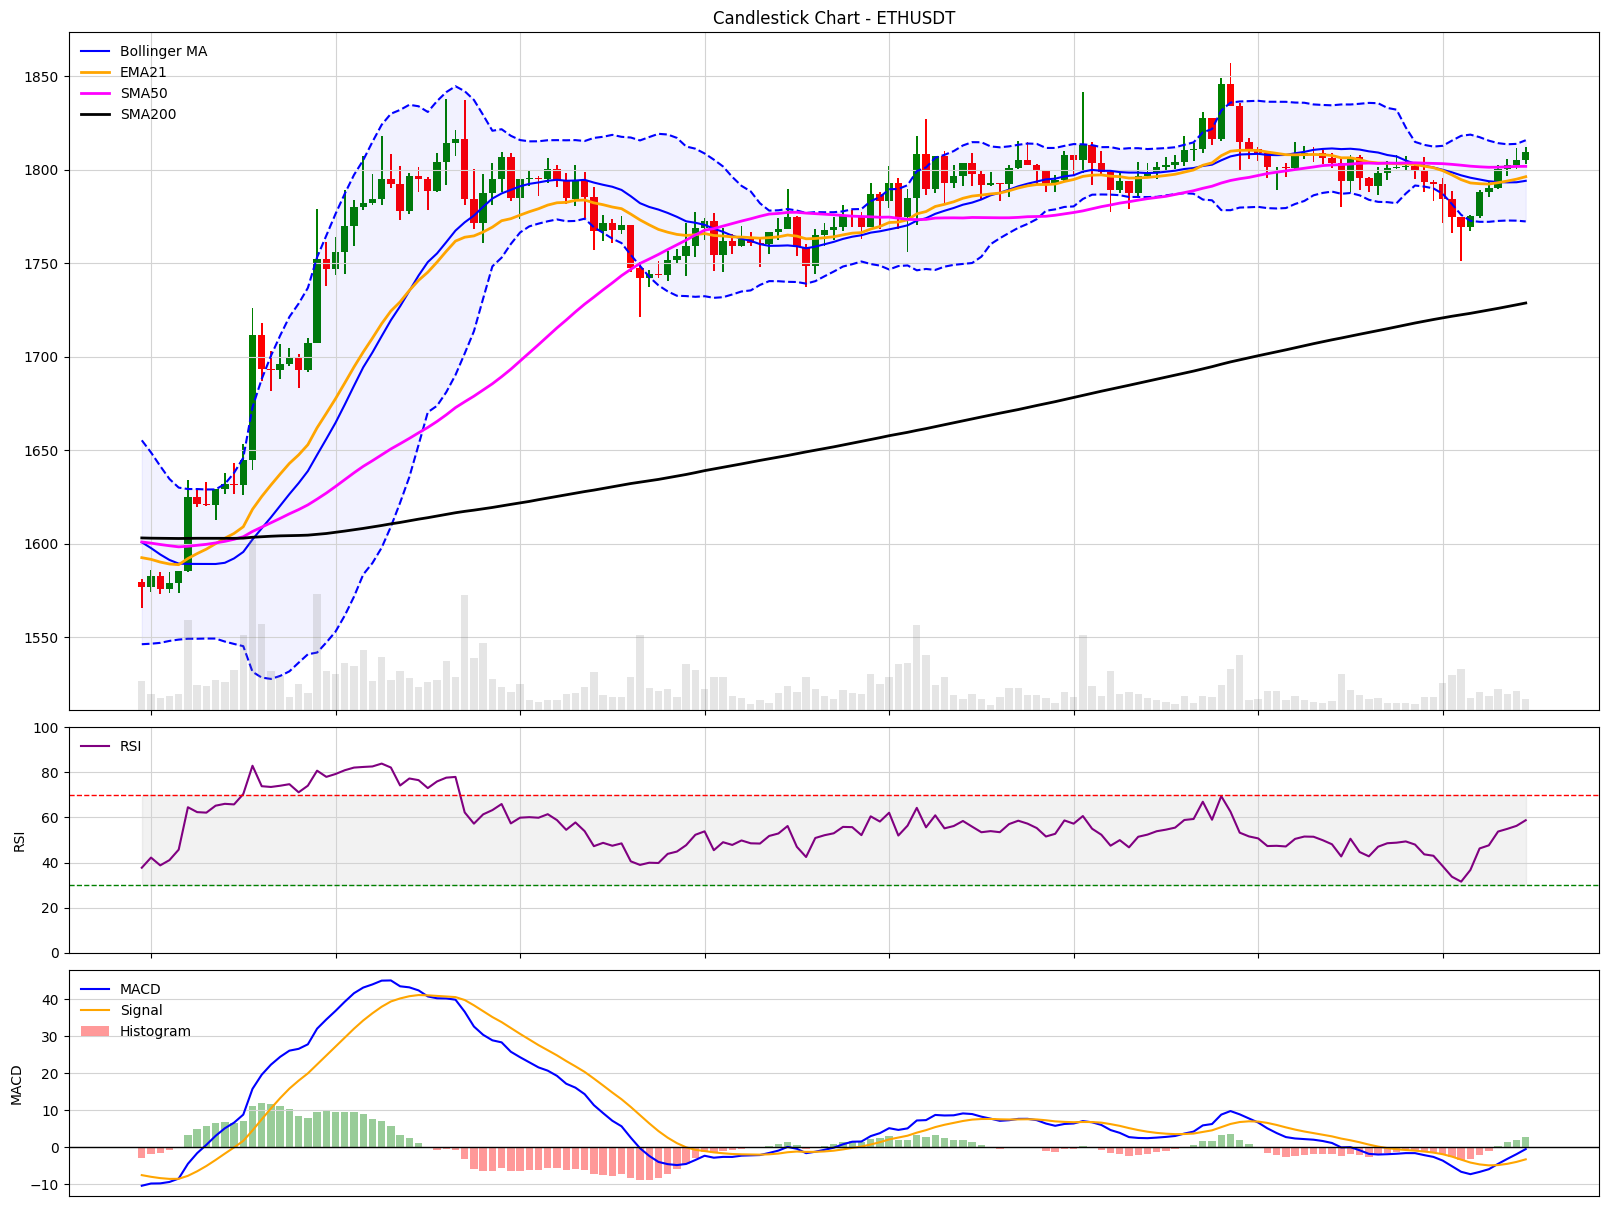 Candlestick Chart - ETHUSDT
Bollinger MA
EMA21
SMA50
SMA200
1850
1800
1750
1700
1650
1600
1550
RSI
100
80
60
40
20
0
RSI
MACD
Signal
Histogram
40
30
20
10
0
−10
MACD